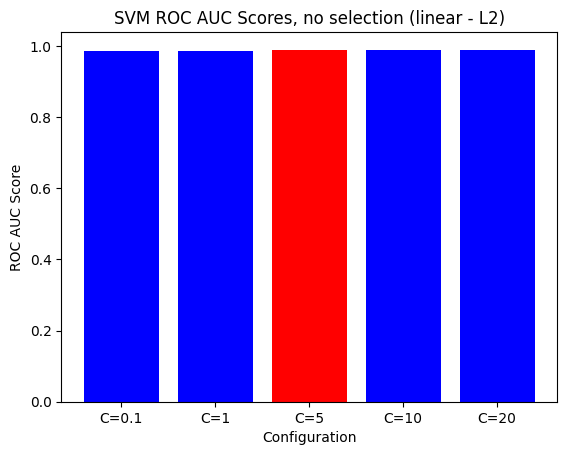 SVM ROC AUC Scores, no selection (linear - L2)
1.0
0.8
0.6
0.4
0.2
0.0
ROC AUC Score
C=0.1 C=1 C=5 C=10 C=20
Configuration